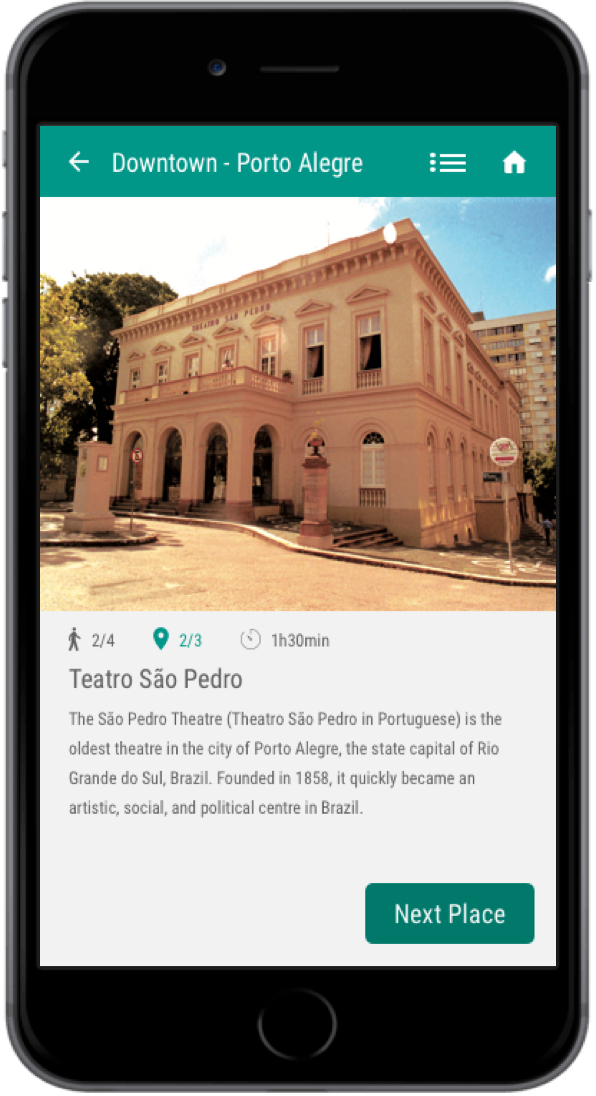 Downtown - Porto Alegre
THEATRO SAO PEDRO
2/4 2/3 1h30min
Teatro São Pedro
The São Pedro Theatre (Theatro São Pedro in Portuguese) is the
oldest theatre in the city of Porto Alegre, the state capital of Rio
Grande do Sul, Brazil. Founded in 1858, it quickly became an
artistic, social, and political centre in Brazil.
Next Place